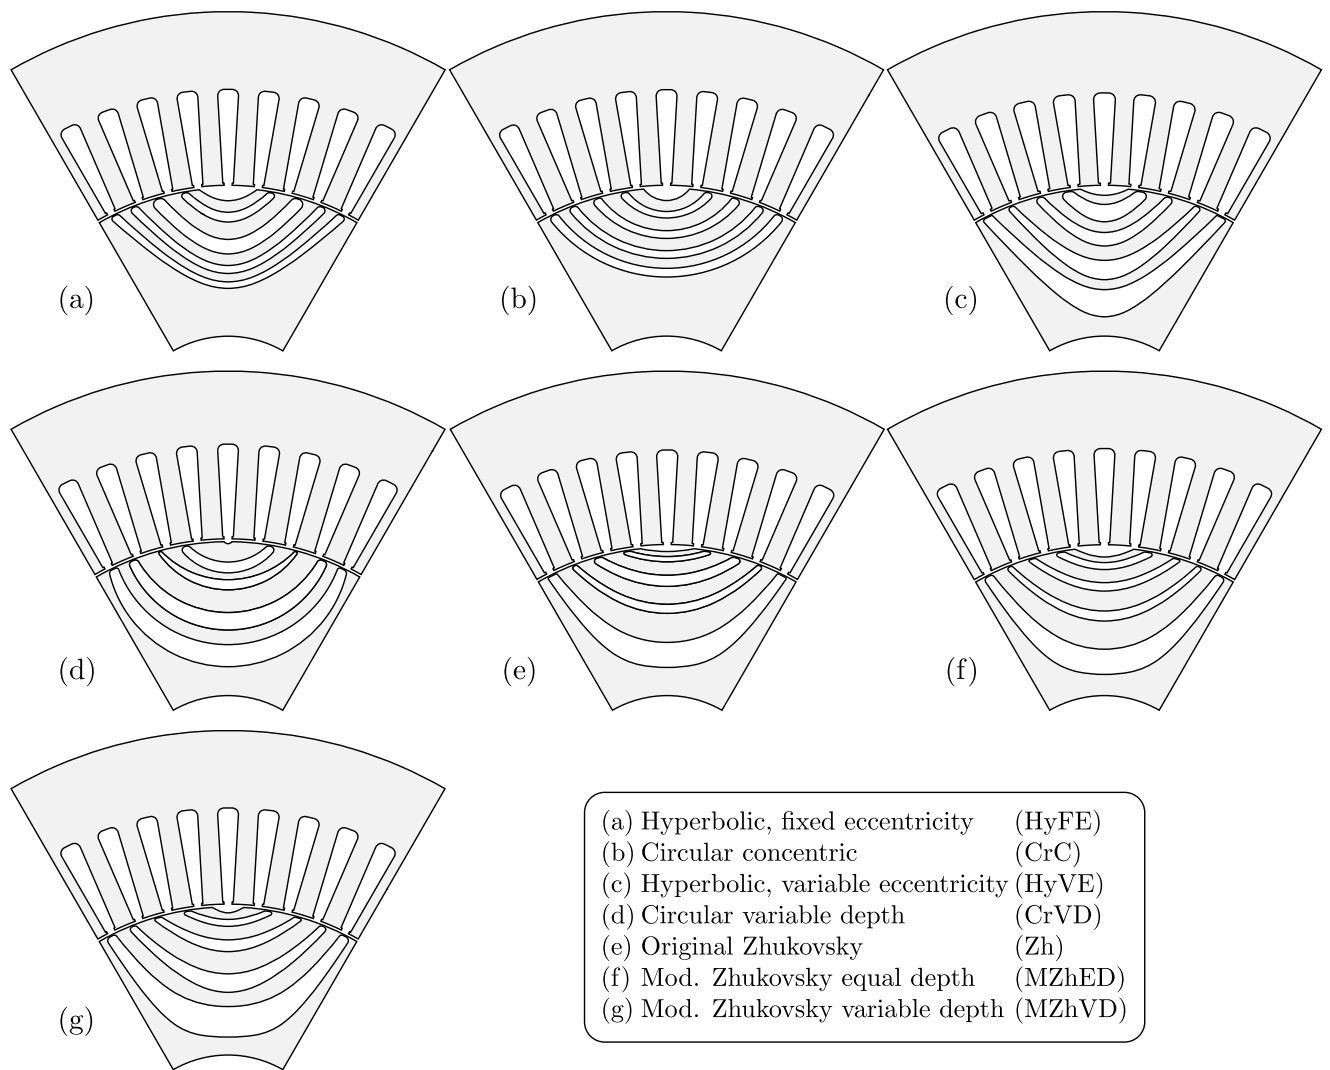 (a)
(b)
(c)
(d)
(e)
(f)
(g)
(a) Hyperbolic, fixed eccentricity (HyFE)
(b) Circular concentric (CrC)
(c) Hyperbolic, variable eccentricity (HyVE)
(d) Circular variable depth (CrVD)
(e) Original Zhukovsky (Zh)
(f) Mod. Zhukovsky equal depth (MZhED)
(g) Mod. Zhukovsky variable depth (MZhVD)